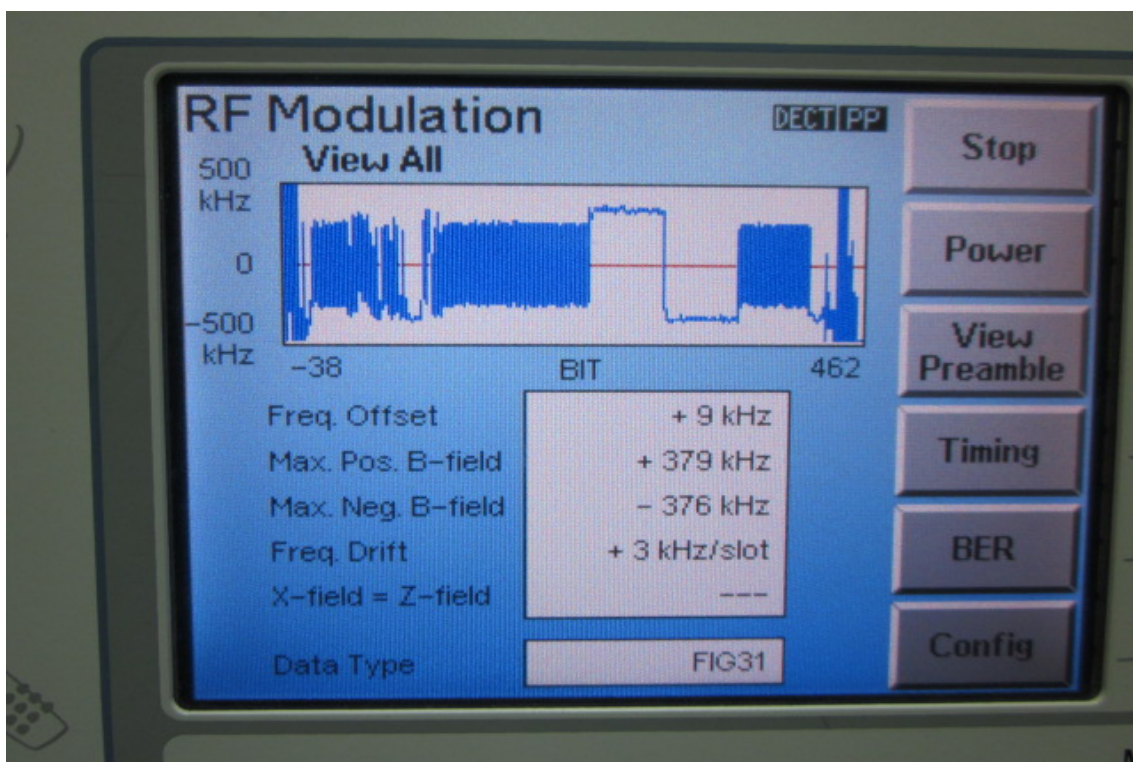 RF Modulation
DECT PP
View All
500
kHz
0
-500
kHz
-38
BIT
462
Freq. Offset + 9 kHz
Max. Pos. B-field + 379 kHz
Max. Neg. B-field - 376 kHz
Freq. Drift + 3 kHz/slot
X-field = Z-field ---
Data Type FIG31
Stop
Power
View
Preamble
Timing
BER
Config